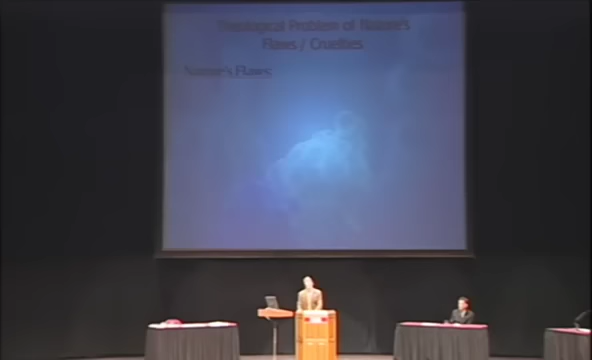 Theological Problem of Nature's
Flaws / Cruelties
Nature's Flaws: